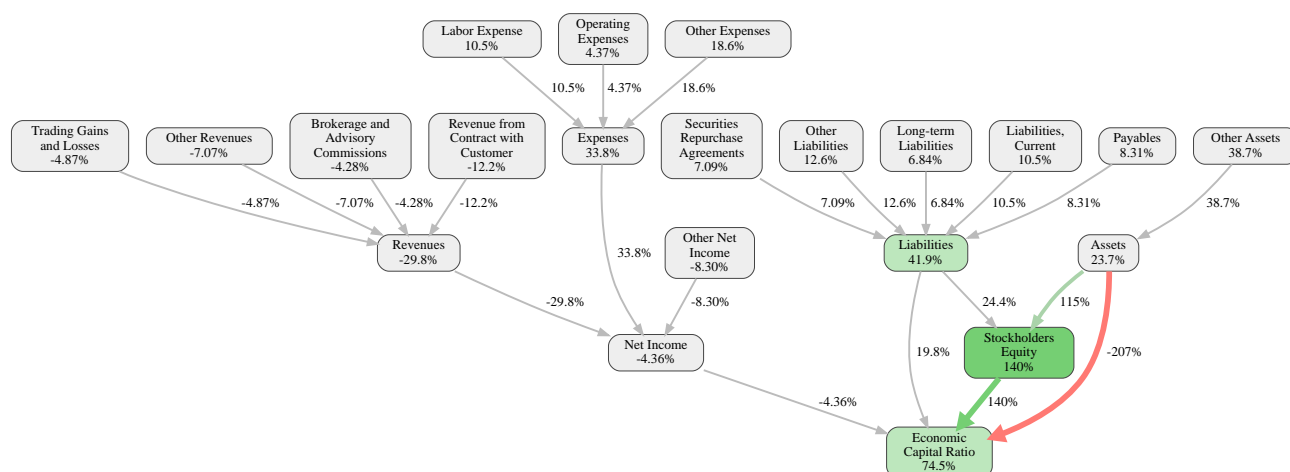 Labor Expense
10.5%
Operating
Expenses
4.37%
Other Expenses
18.6%
10.5%
4.37%
18.6%
Trading Gains
and Losses
-4.87%
Other Revenues
-7.07%
Brokerage and
Advisory
Commissions
-4.28%
Revenue from
Contract with
Customer
-12.2%
Expenses
33.8%
Securities
Repurchase
Agreements
7.09%
Other
Liabilities
12.6%
Long-term
Liabilities
6.84%
Liabilities,
Current
10.5%
Payables
8.31%
Other Assets
38.7%
-4.87%
-7.07%
-4.28%
-12.2%
7.09%
12.6%
6.84%
10.5%
8.31%
38.7%
Revenues
-29.8%
33.8%
Other Net
Income
-8.30%
Liabilities
41.9%
Assets
23.7%
-29.8%
-8.30%
24.4%
115%
Net Income
-4.36%
19.8%
Stockholders
Equity
140%
-207%
-4.36%
140%
Economic
Capital Ratio
74.5%